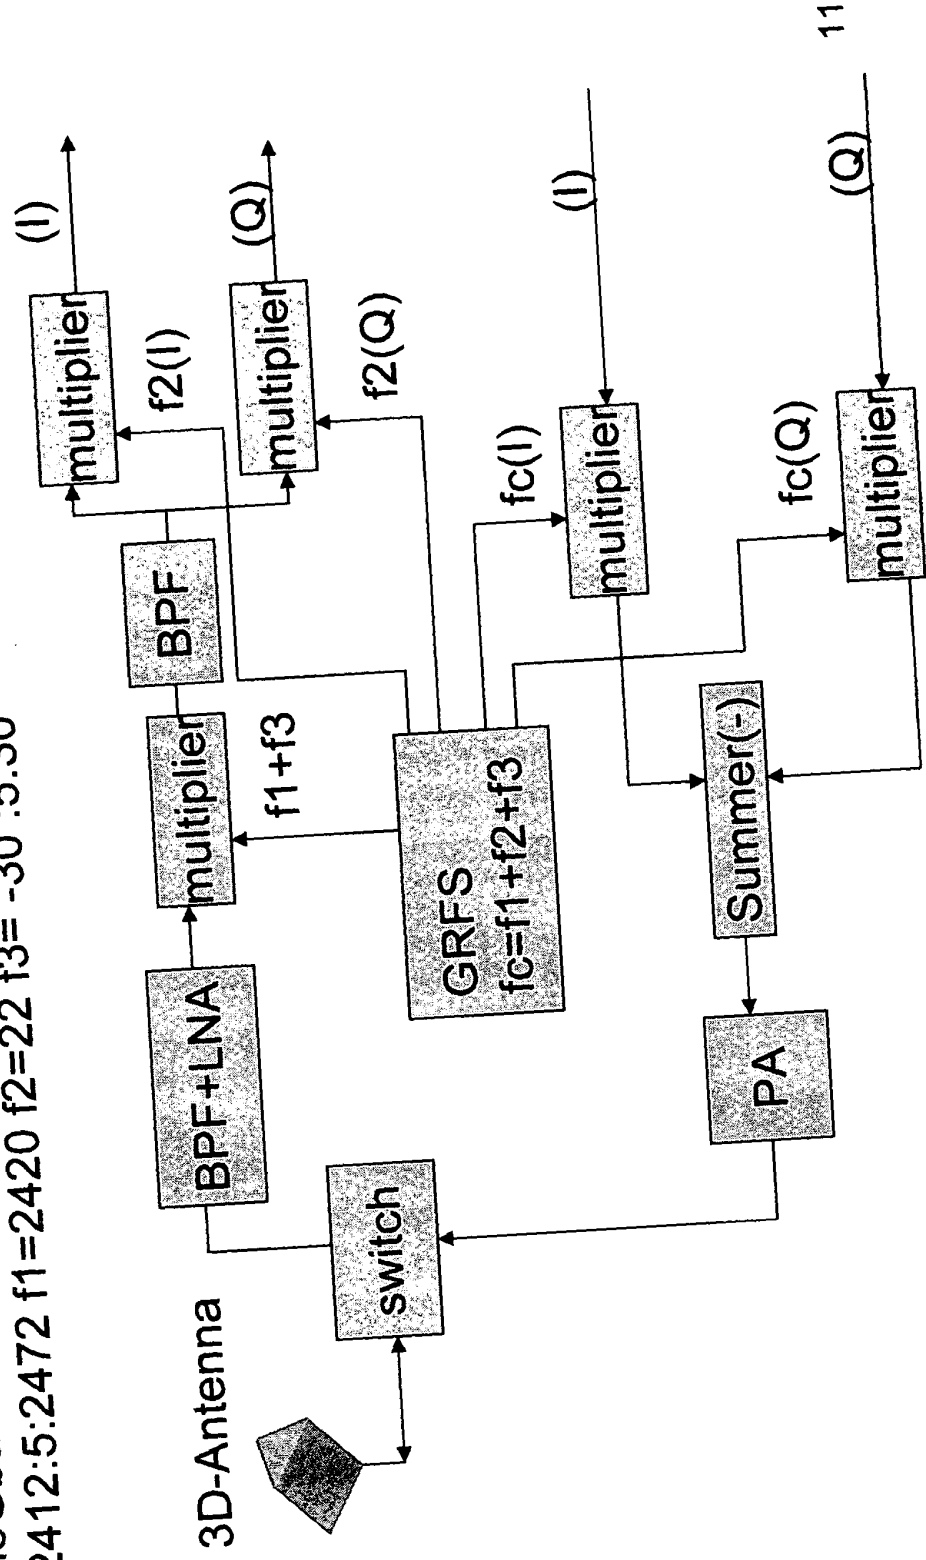 2412:5:2472 f1=2420 f2=22 f3= -30 :5:30
3D-Antenna
switch
BPF+LNA
multiplier
f1+f3
BPF
multiplier
(I)
f2(I)
multiplier
(Q)
f2(Q)
GRFS
fc=f1+f2+f3
fc(I)
multiplier
(I)
fc(Q)
multiplier
(Q)
Summer(-)
PA
11